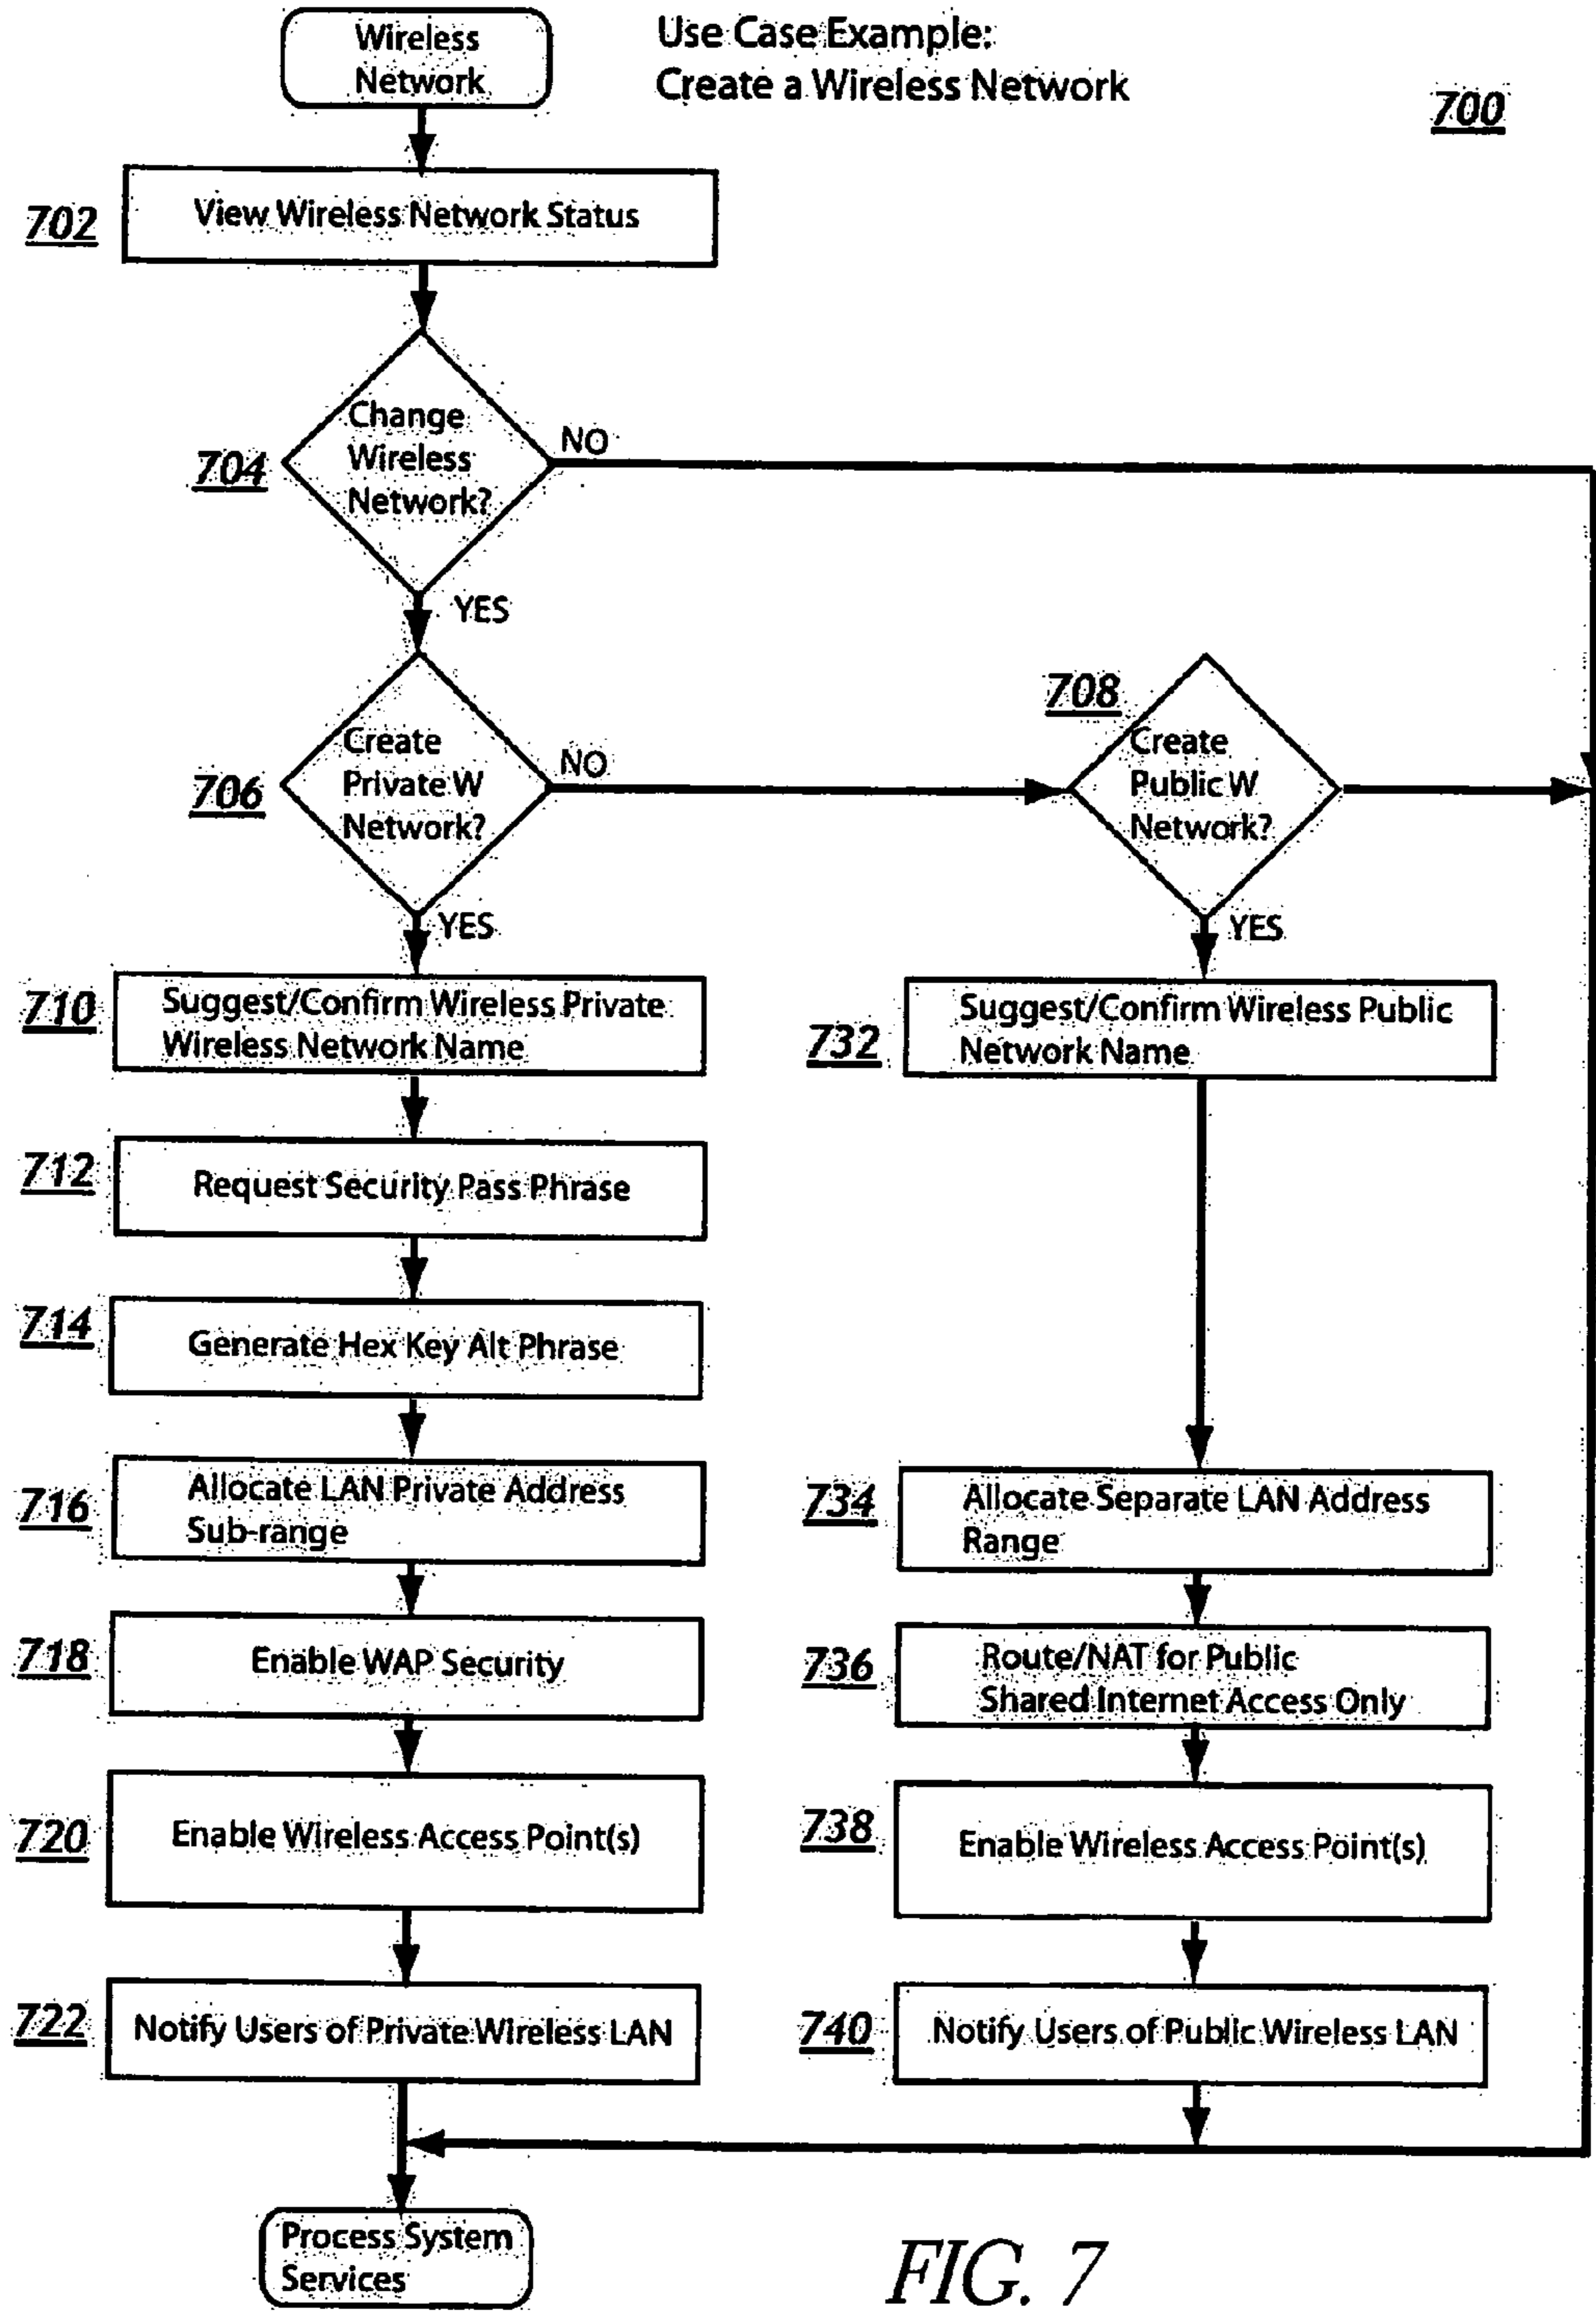 Wireless
Network
Use Case Example:
Create a Wireless Network
700
702
View Wireless Network Status
704
Change
Wireless
Network?
NO
YES
706
Create
Private W
Network?
NO
YES
708
Create
Public W
Network?
YES
710
Suggest/Confirm Wireless Private
Wireless Network Name
732
Suggest/Confirm Wireless Public
Network Name
712
Request Security Pass Phrase
714
Generate Hex Key Alt Phrase
716
Allocate LAN Private Address
Sub-range
734
Allocate Separate LAN Address
Range
718
Enable WAP Security
736
Route/NAT for Public
Shared Internet Access Only
720
Enable Wireless Access Point(s)
738
Enable Wireless Access Point(s)
722
Notify Users of Private Wireless LAN
740
Notify Users of Public Wireless LAN
Process System
Services
FIG. 7